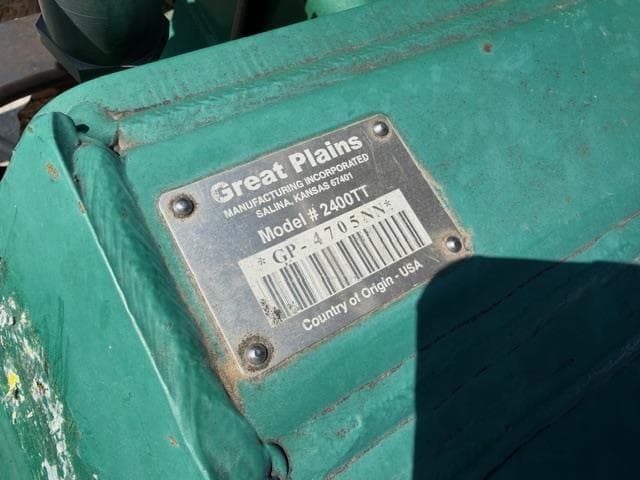 Great Plains
MANUFACTURING INCORPORATED
SALINA, KANSAS 67401
Model # 2400TT
*GP-4705NN*
Country of Origin - USA